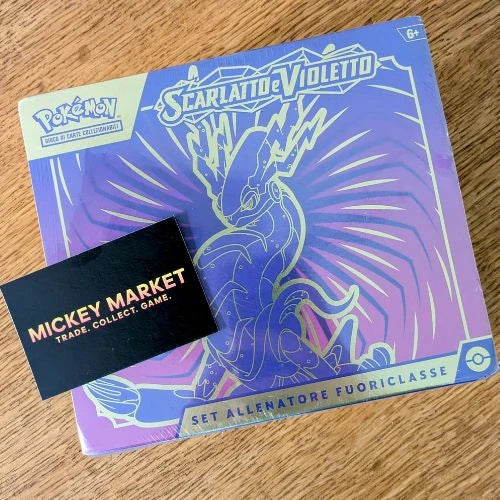 6+
POKÉMON
GIOCO DI CARTE COLLEZIONABILI
SCARLATTO e VIOLETTO
MICKEY MARKET
TRADE. COLLECT. GAME.
SET ALLENATORE FUORICLASSE